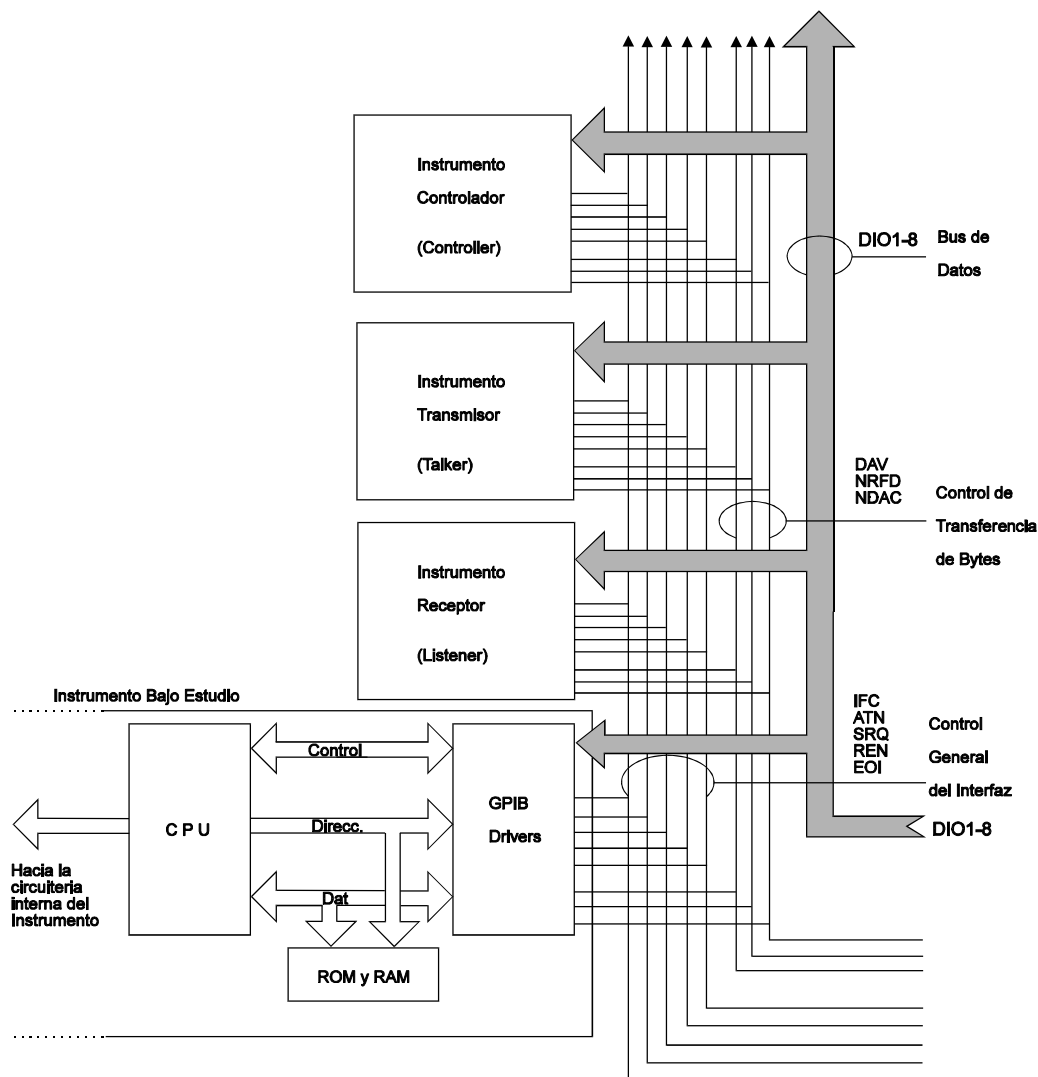 Instrumento
Controlador
(Controller)
DIO1-8
Bus de
Datos
Instrumento
Transmisor
(Talker)
DAV
NRFD
NDAC
Control de
Transferencia
de Bytes
Instrumento
Receptor
(Listener)
Instrumento Bajo Estudio
IFC
ATN
SRQ
REN
EOI
Control
General
del Interfaz
Control
GPIB
Drivers
C P U
Direcc.
DIO1-8
Hacia la
circuiteria
interna del
Instrumento
Dat
ROM y RAM